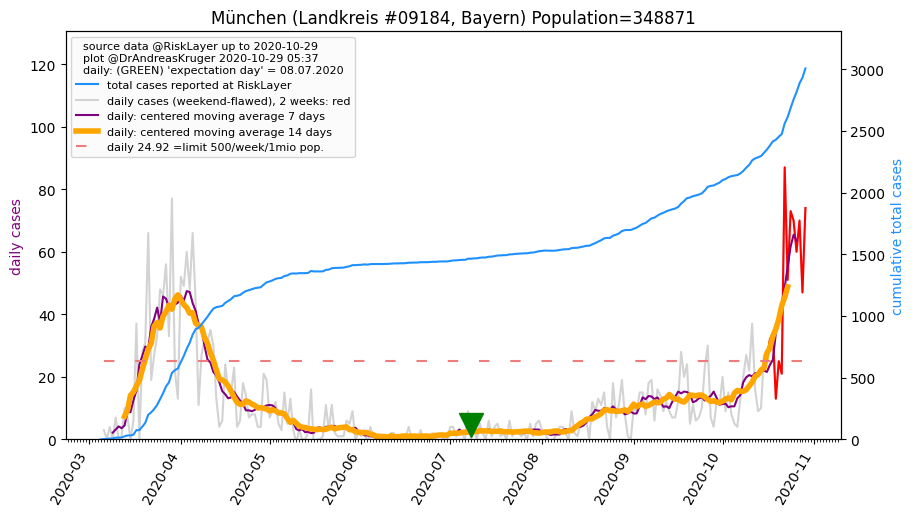 München (Landkreis #09184, Bayern) Population=348871
source data @RiskLayer up to 2020-10-29
plot @DrAndreasKruger 2020-10-29 05:37
daily: (GREEN) 'expectation day' = 08.07.2020
total cases reported at RiskLayer
daily cases (weekend-flawed), 2 weeks: red
daily: centered moving average 7 days
daily: centered moving average 14 days
daily 24.92 =limit 500/week/1mio pop.
daily cases
120
100
80
60
40
20
0
3000
2500
2000
1500
1000
500
0
cumulative total cases
2020-03
2020-04
2020-05
2020-06
2020-07
2020-08
2020-09
2020-10
2020-11